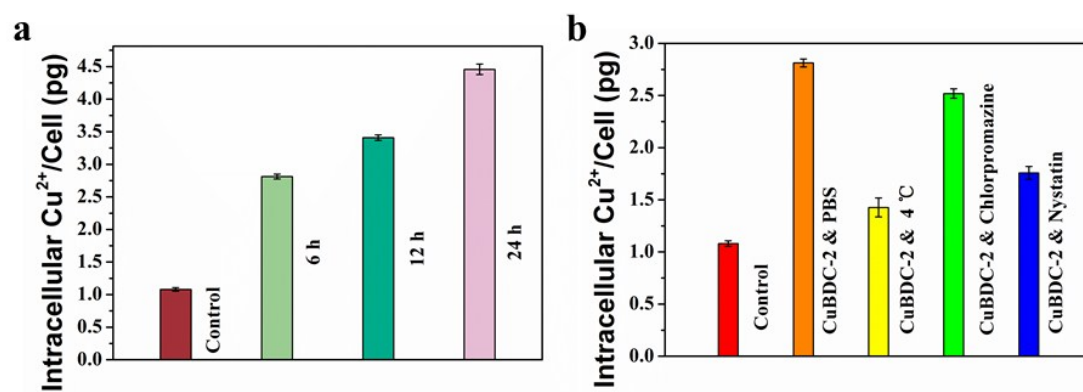 a
Intracellular Cu²⁺/Cell (pg)
4.5
4.0
3.5
3.0
2.5
2.0
1.5
1.0
0.5
0.0
Control
6 h
12 h
24 h
b
Intracellular Cu²⁺/Cell (pg)
3.0
2.5
2.0
1.5
1.0
0.5
0.0
Control
CuBDC-2 & PBS
CuBDC-2 & 4 ℃
CuBDC-2 & Chlorpromazine
CuBDC-2 & Nystatin